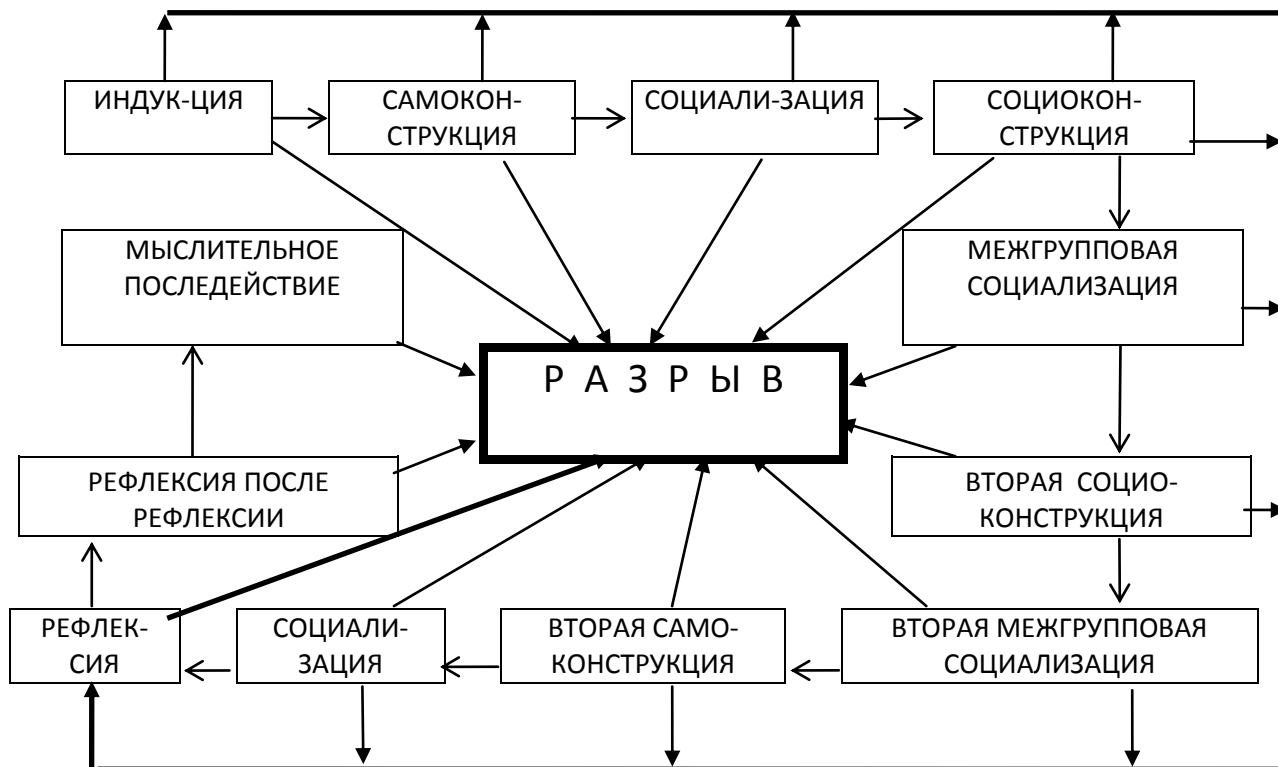 ИНДУК-ЦИЯ
САМОКОН-
СТРУКЦИЯ
СОЦИАЛИ-ЗАЦИЯ
СОЦИОКОН-
СТРУКЦИЯ
МЫСЛИТЕЛЬНОЕ
ПОСЛЕДЕЙСТВИЕ
МЕЖГРУППОВАЯ
СОЦИАЛИЗАЦИЯ
Р А З Р Ы В
РЕФЛЕКСИЯ ПОСЛЕ
РЕФЛЕКСИИ
ВТОРАЯ СОЦИО-
КОНСТРУКЦИЯ
РЕФЛЕК-
СИЯ
СОЦИАЛИ-
ЗАЦИЯ
ВТОРАЯ САМО-
КОНСТРУКЦИЯ
ВТОРАЯ МЕЖГРУППОВАЯ
СОЦИАЛИЗАЦИЯ